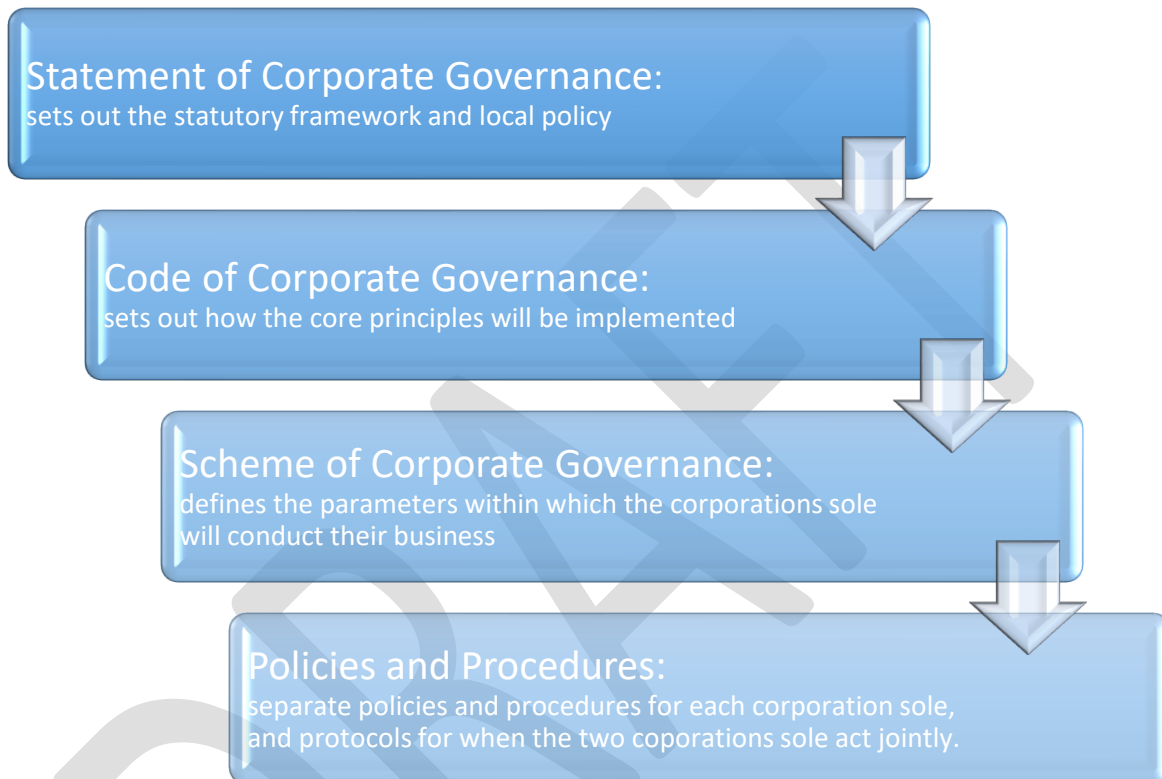 Statement of Corporate Governance:
sets out the statutory framework and local policy
Code of Corporate Governance:
sets out how the core principles will be implemented
Scheme of Corporate Governance:
defines the parameters within which the corporations sole
will conduct their business
Policies and Procedures:
separate policies and procedures for each corporation sole,
and protocols for when the two coporations sole act jointly.
DRAFT